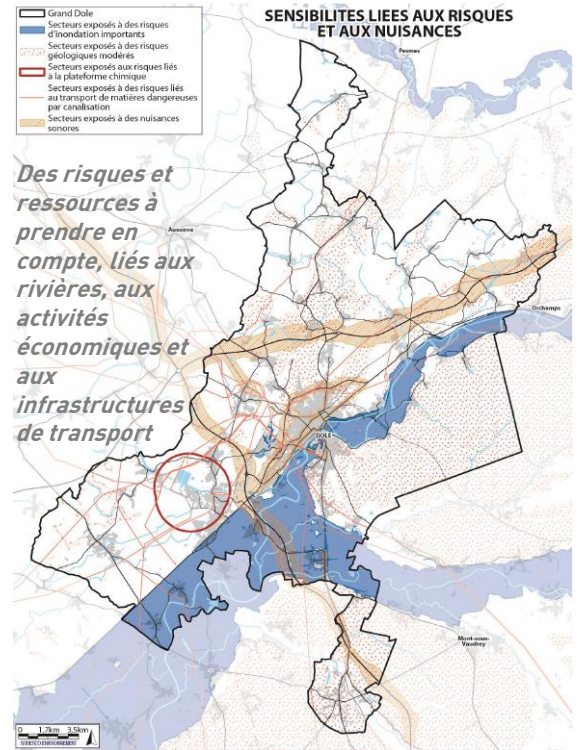 SENSIBILITES LIEES AUX RISQUES
ET AUX NUISANCES
Grand Dole
Secteurs exposés à des risques
d'inondation importants
Secteurs exposés à des risques
géologiques modérés
Secteurs exposés aux risques liés
à la plateforme chimique
Secteurs exposés à des risques liés
au transport de matières dangereuses
par canalisation
Secteurs exposés à des nuisances
sonores
Des risques et
ressources à
prendre en
compte, liés aux
rivières, aux
activités
économiques et
aux
infrastructures
de transport
Pesmes
Auxonne
Orchamps
DOLE
Mont-sous-
Vaudrey
0 1,7km 3,5km